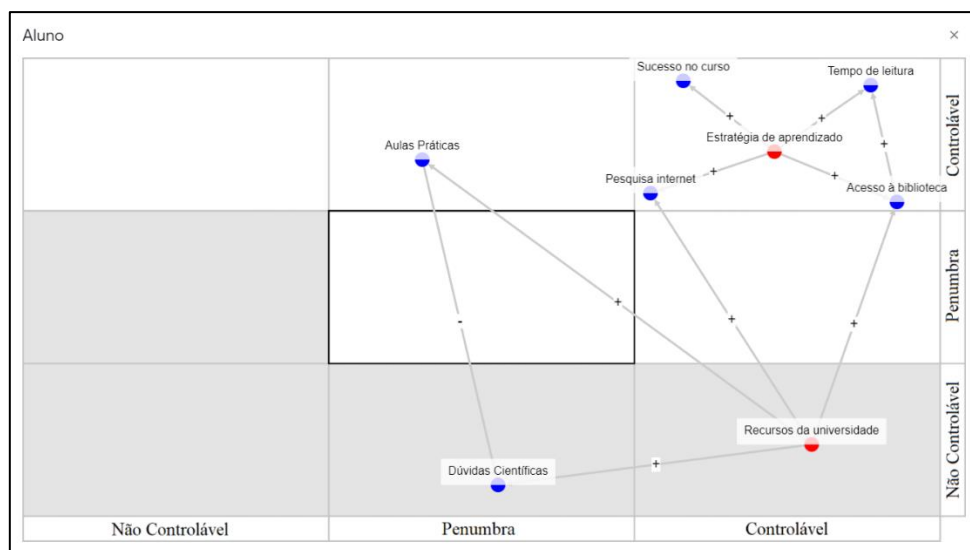 Aluno
×
Sucesso no curso
Tempo de leitura
+
+
Estratégia de aprendizado
Aulas Práticas
+
+
+
Pesquisa internet
Acesso à biblioteca
Controlável
+
-
+
+
Penumbra
Recursos da universidade
+
Dúvidas Científicas
Não Controlável
Não Controlável
Penumbra
Controlável